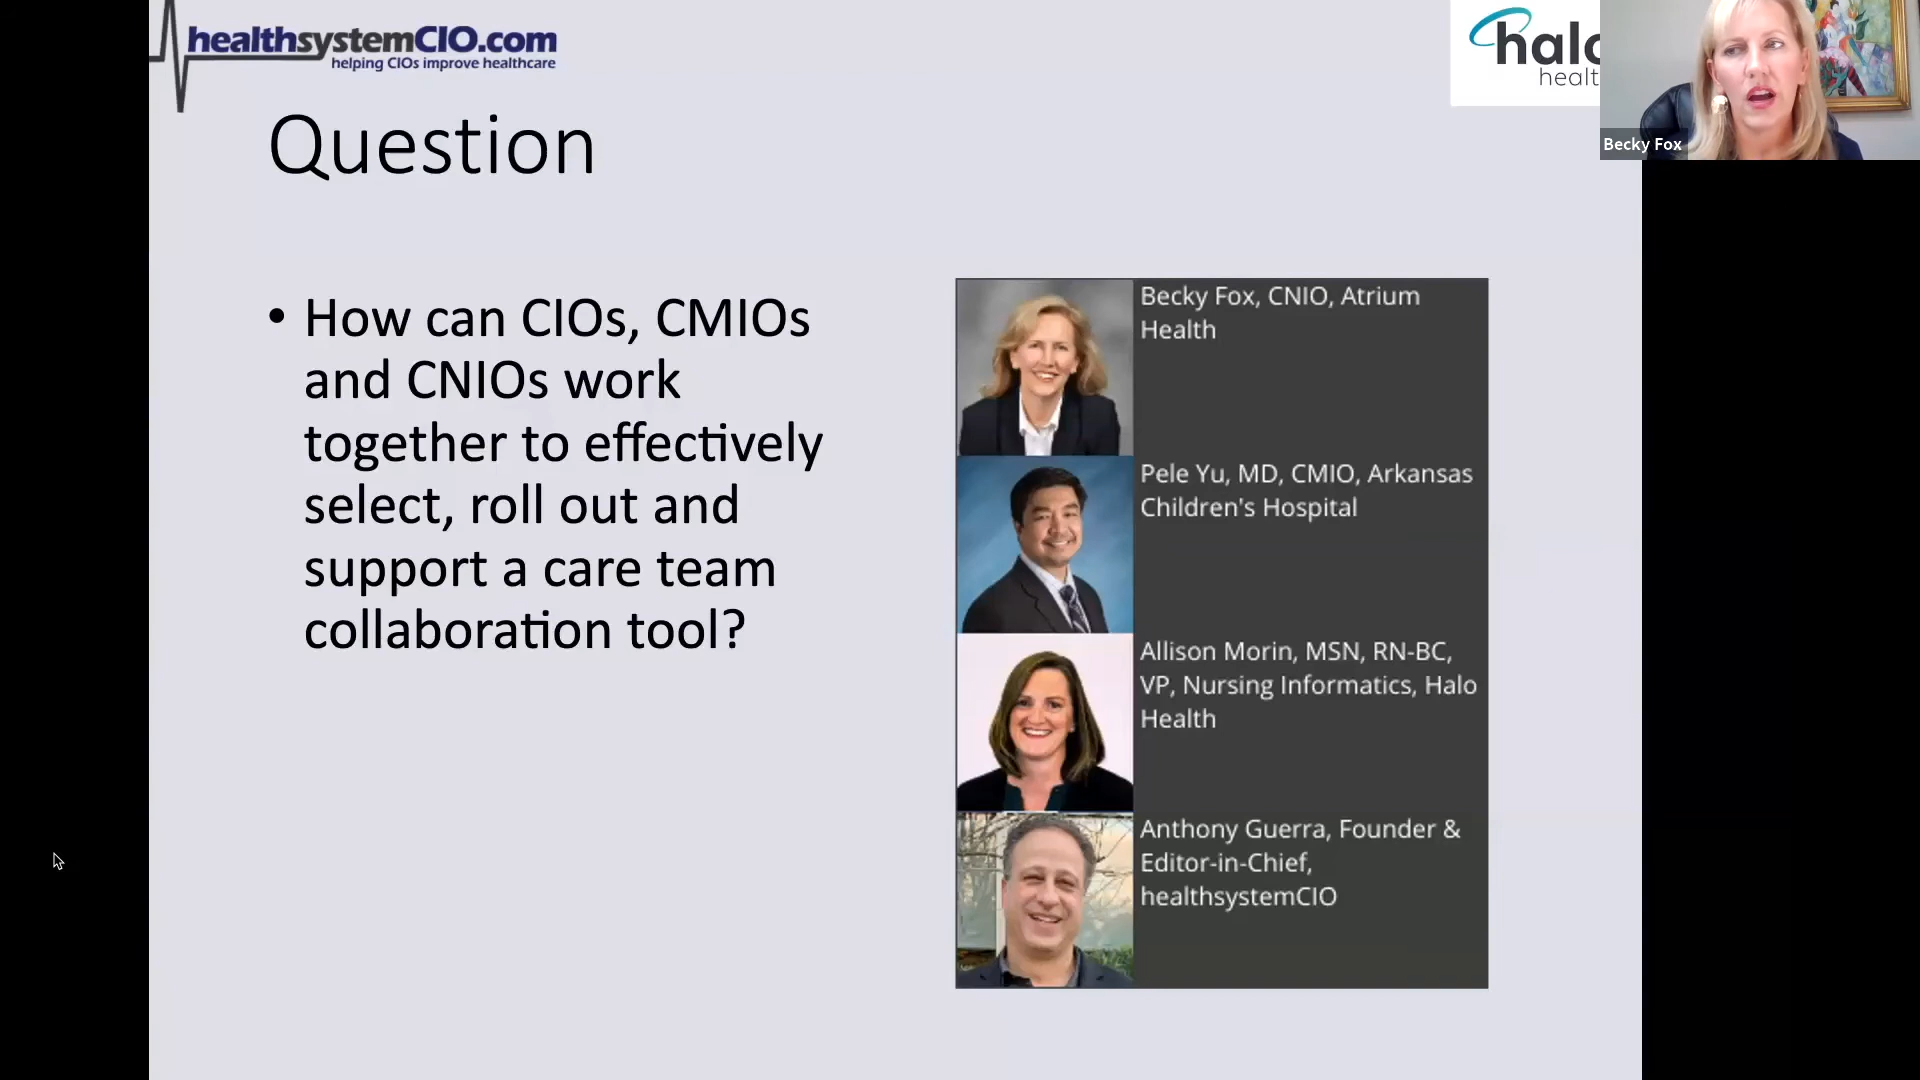 healthsystemCIO.com
helping CIOs improve healthcare
Question
• How can CIOs, CMIOs
and CNIOs work
together to effectively
select, roll out and
support a care team
collaboration tool?
Becky Fox, CNIO, Atrium
Health
Pele Yu, MD, CMIO, Arkansas
Children's Hospital
Allison Morin, MSN, RN-BC,
VP, Nursing Informatics, Halo
Health
Anthony Guerra, Founder &
Editor-in-Chief,
healthsystemCIO
Becky Fox